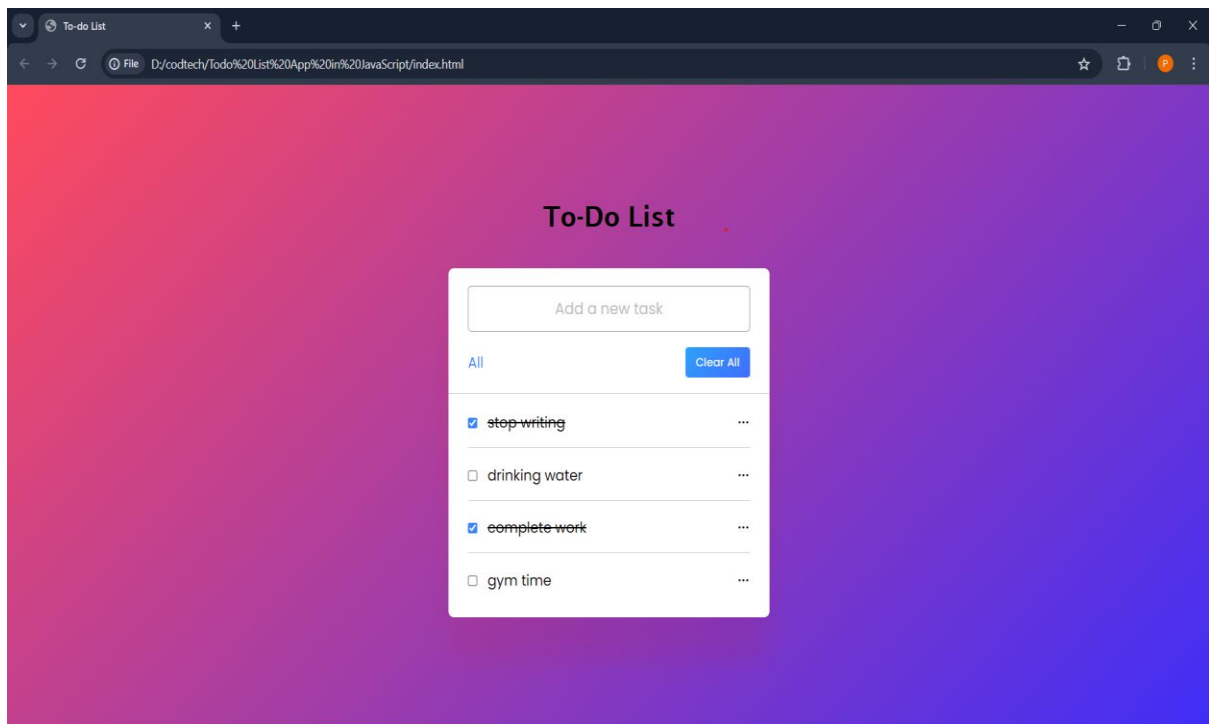 To-do List
File D:/codtech/Todo%20List%20App%20in%20JavaScript/index.html
P
To-Do List
Add a new task
All Clear All
stop writing
drinking water
complete work
gym time